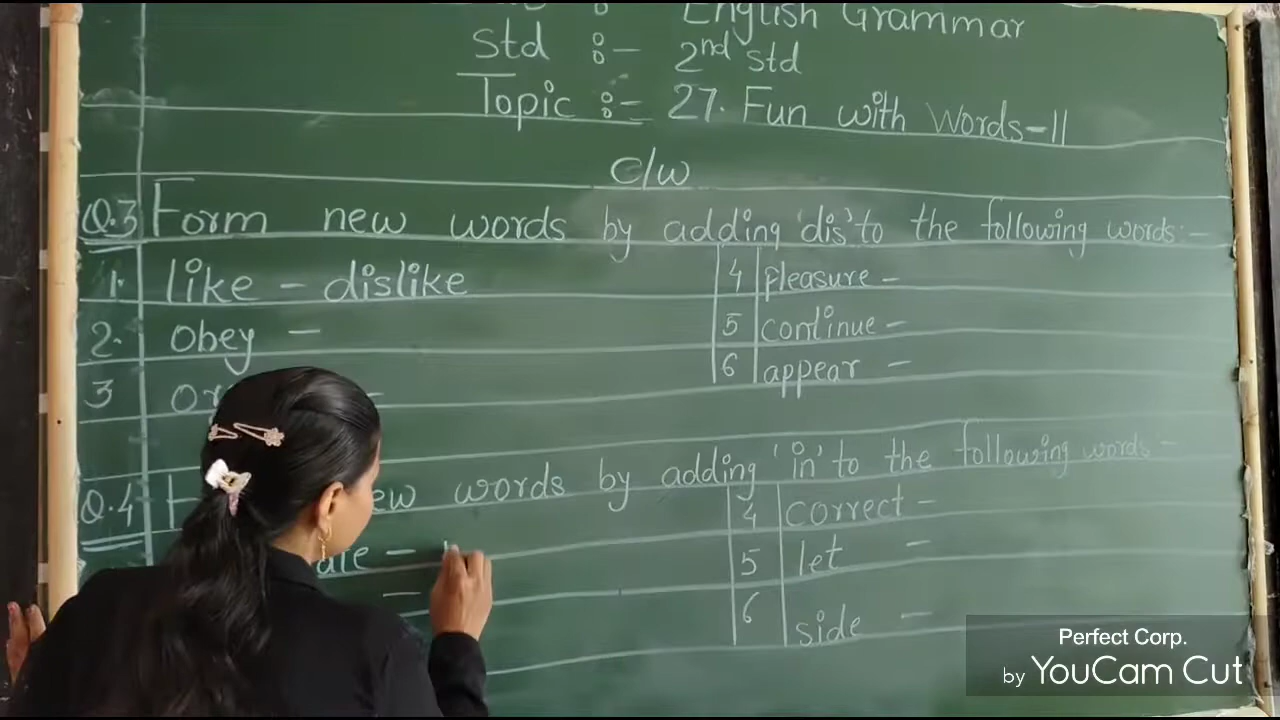 : English Grammar
Std :- 2nd std
Topic :- 27. Fun with Words-II
C/w
Q.3 Form new words by adding 'dis' to the following words:-
1. like - dislike
2. obey -
3 -
4 pleasure -
5 continue -
6 appear -
Q.4 words by adding 'in' to the following words:-
4 correct -
5 let -
6 side -
Perfect Corp.
by YouCam Cut